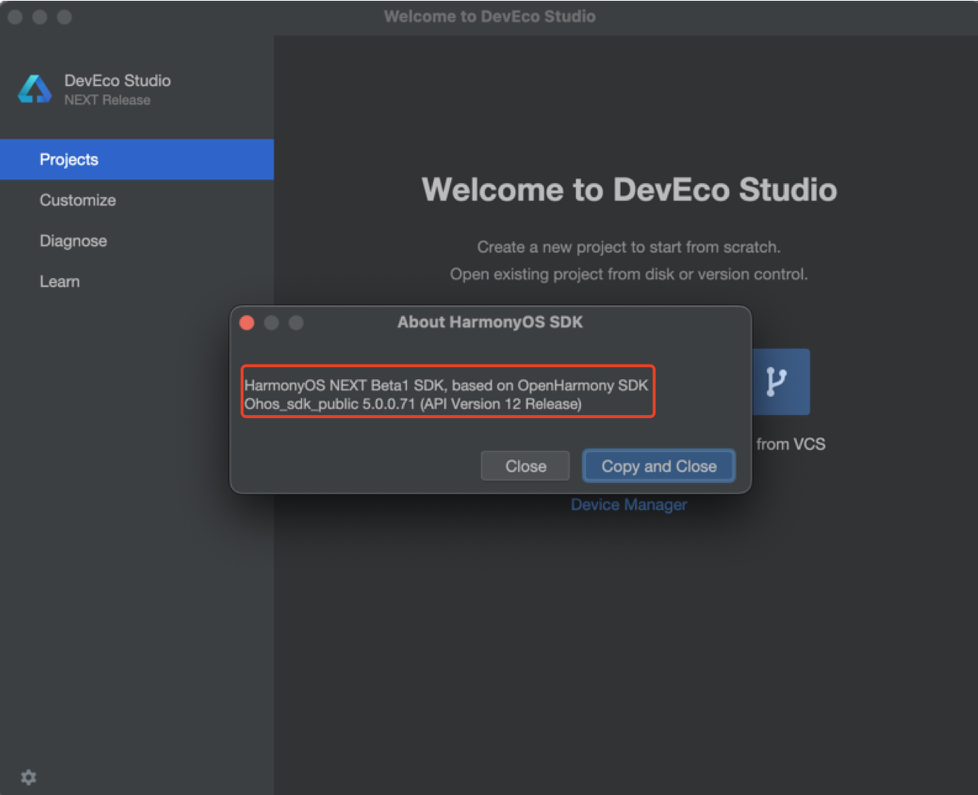 Welcome to DevEco Studio
DevEco Studio
NEXT Release
Projects
Customize
Diagnose
Learn
Welcome to DevEco Studio
Create a new project to start from scratch.
Open existing project from disk or version control.
About HarmonyOS SDK
HarmonyOS NEXT Beta1 SDK, based on OpenHarmony SDK
Ohos_sdk_public 5.0.0.71 (API Version 12 Release)
from VCS
Close
Copy and Close
Device Manager